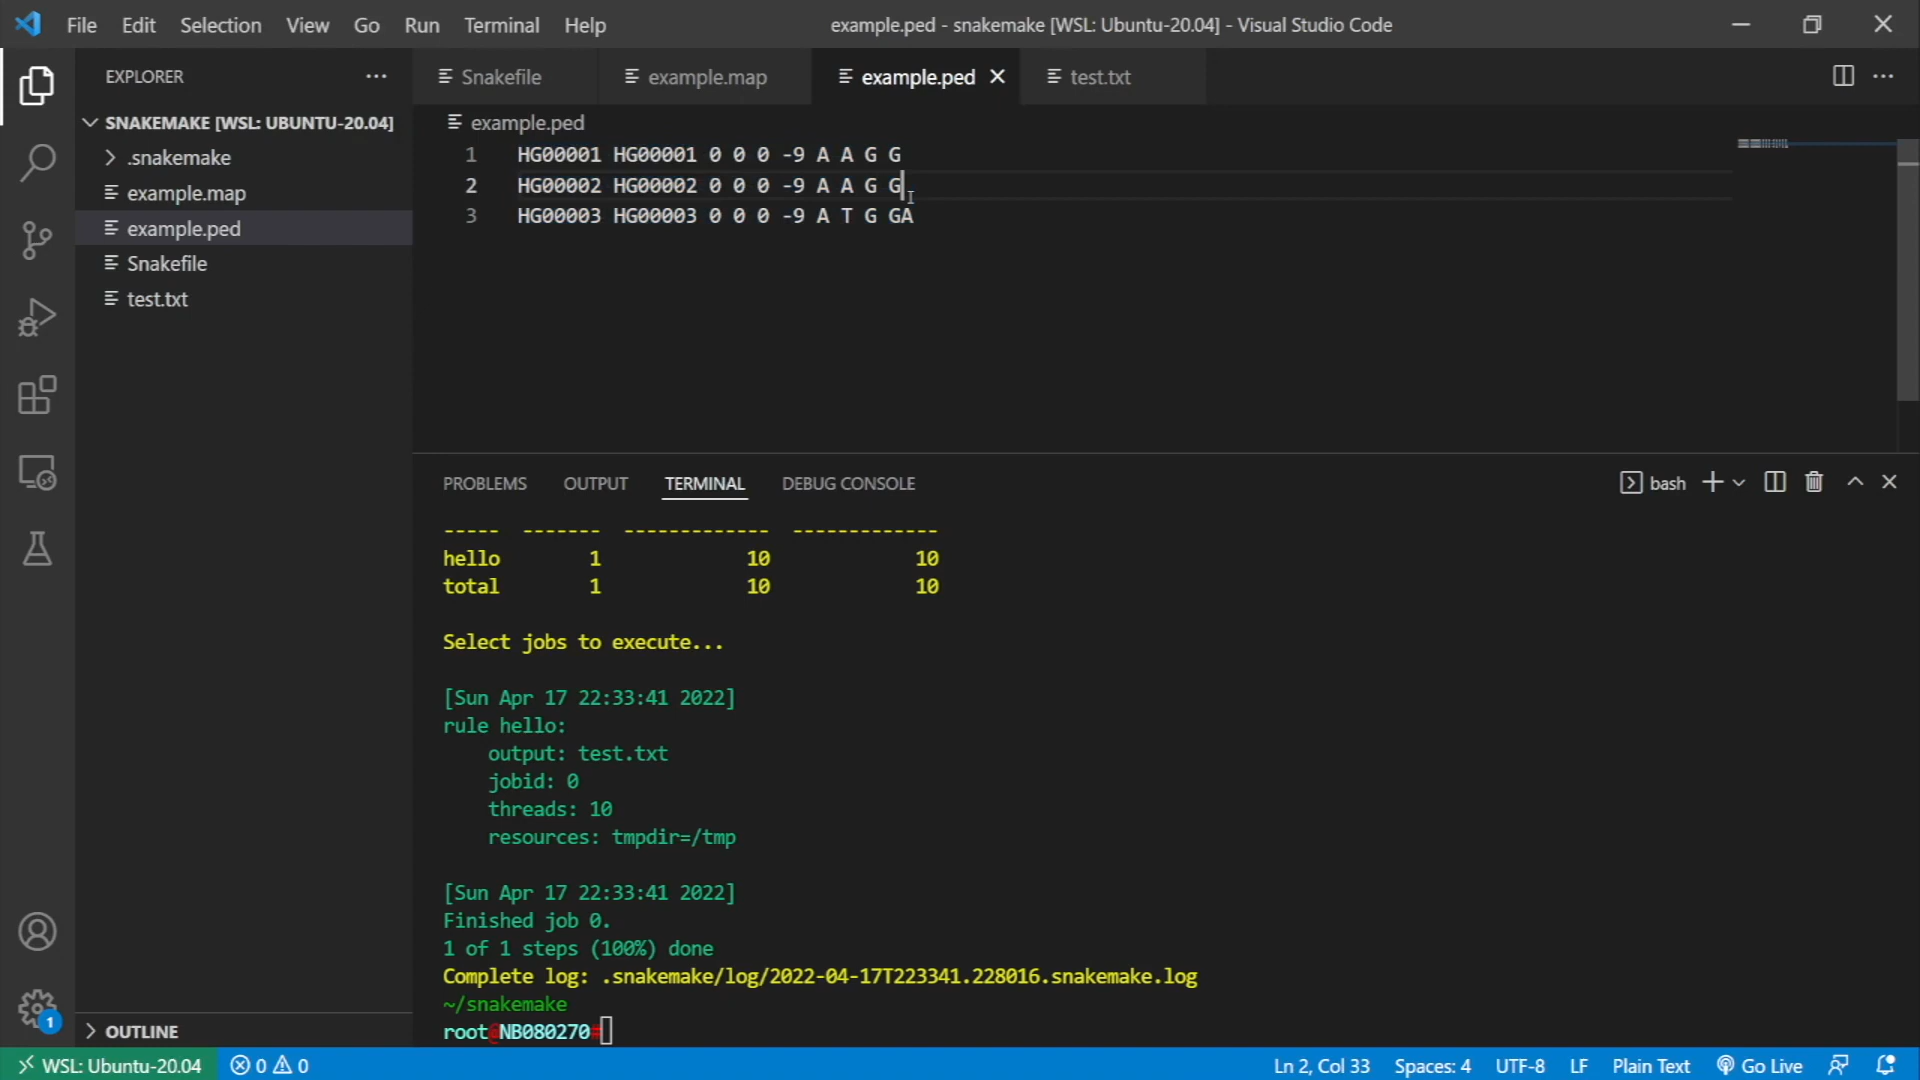 File Edit Selection View Go Run Terminal Help
example.ped - snakemake [WSL: Ubuntu-20.04] - Visual Studio Code
EXPLORER
Snakefile
example.map
example.ped
test.txt
SNAKEMAKE [WSL: UBUNTU-20.04]
.snakemake
example.map
example.ped
Snakefile
test.txt
example.ped
1 HG00001 HG00001 0 0 0 -9 A A G G
2 HG00002 HG00002 0 0 0 -9 A A G G
3 HG00003 HG00003 0 0 0 -9 A T G GA
PROBLEMS OUTPUT TERMINAL DEBUG CONSOLE
bash
----- ------- ------------- -------------
hello 1 10 10
total 1 10 10
Select jobs to execute...
[Sun Apr 17 22:33:41 2022]
rule hello:
output: test.txt
jobid: 0
threads: 10
resources: tmpdir=/tmp
[Sun Apr 17 22:33:41 2022]
Finished job 0.
1 of 1 steps (100%) done
Complete log: .snakemake/log/2022-04-17T223341.228016.snakemake.log
~/snakemake
root@NB080270#
1
OUTLINE
WSL: Ubuntu-20.04 0 0
Ln 2, Col 33 Spaces: 4 UTF-8 LF Plain Text Go Live